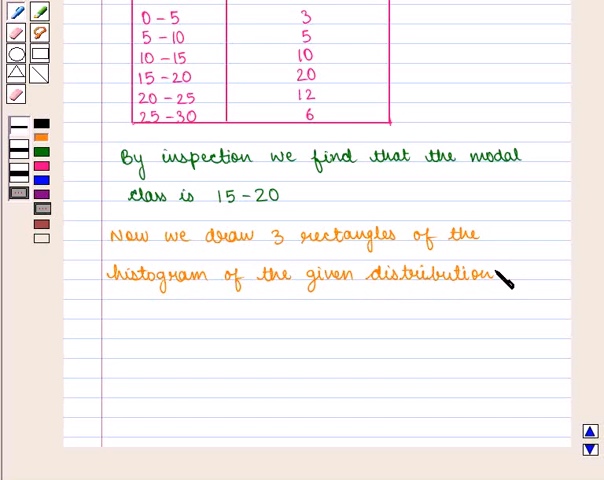 0 - 5 3
5 - 10 5
10 - 15 10
15 - 20 20
20 - 25 12
25 - 30 6
By inspection we find that the modal
class is 15 - 20
Now we draw 3 rectangles of the
histogram of the given distribution